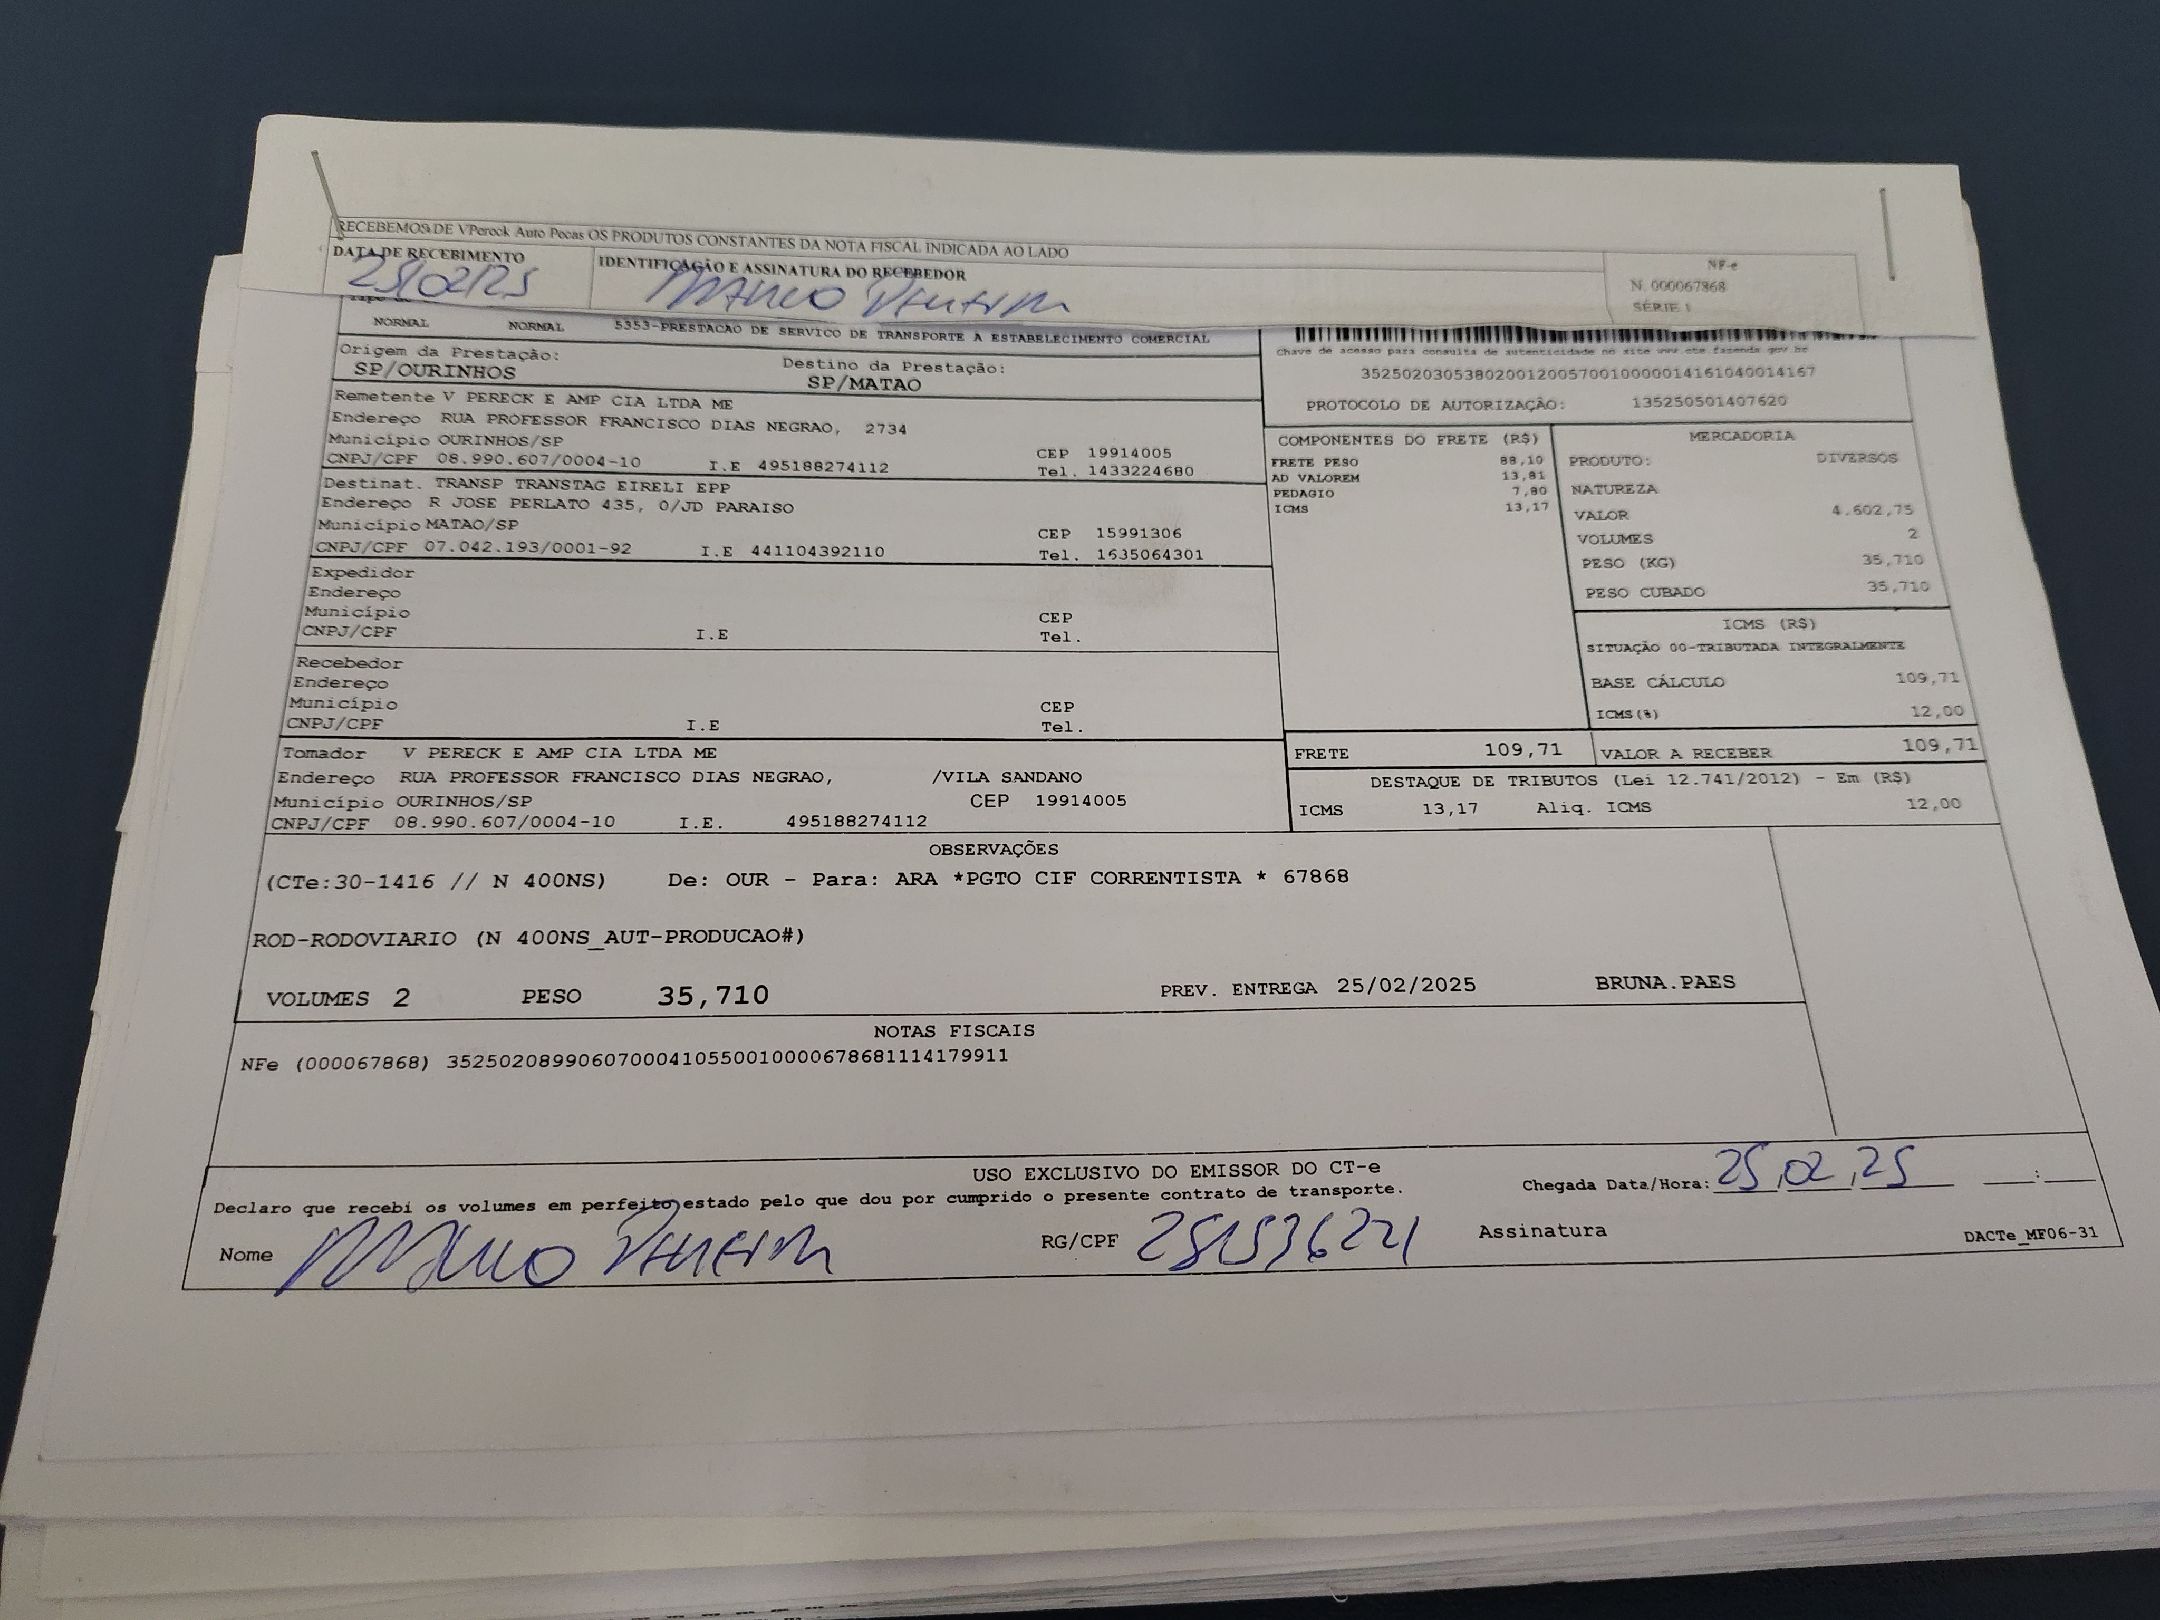 RECEBEMOS DE VPereck Auto Pecas OS PRODUTOS CONSTANTES DA NOTA FISCAL INDICADA AO LADO
DATA DE RECEBIMENTO
25/02/25
IDENTIFICAÇÃO E ASSINATURA DO RECEBEDOR
NF-e
N. 000067868
SÉRIE 1
NORMAL NORMAL 5353-PRESTACAO DE SERVICO DE TRANSPORTE A ESTABELECIMENTO COMERCIAL
Origem da Prestação:
SP/OURINHOS
Destino da Prestação:
SP/MATAO
Chave de acesso para consulta de autenticidade no site www.cte.fazenda.gov.br
35250203053802001200570010000014161040014167
PROTOCOLO DE AUTORIZAÇÃO: 135250501407620
Remetente V PERECK E AMP CIA LTDA ME
Endereço RUA PROFESSOR FRANCISCO DIAS NEGRAO, 2734
Município OURINHOS/SP CEP 19914005
CNPJ/CPF 08.990.607/0004-10 I.E 495188274112 Tel. 1433224680
Destinat. TRANSP TRANSTAG EIRELI EPP
Endereço R JOSE PERLATO 435, 0/JD PARAISO
Município MATAO/SP CEP 15991306
CNPJ/CPF 07.042.193/0001-92 I.E 441104392110 Tel. 1635064301
Expedidor
Endereço
Município CEP
CNPJ/CPF I.E Tel.
Recebedor
Endereço
Município CEP
CNPJ/CPF I.E Tel.
Tomador V PERECK E AMP CIA LTDA ME
Endereço RUA PROFESSOR FRANCISCO DIAS NEGRAO, /VILA SANDANO
Município OURINHOS/SP CEP 19914005
CNPJ/CPF 08.990.607/0004-10 I.E. 495188274112
COMPONENTES DO FRETE (R$)
FRETE PESO 88,10
AD VALOREM 13,81
PEDAGIO 7,80
ICMS 13,17
MERCADORIA
PRODUTO: DIVERSOS
NATUREZA
VALOR 4.602,75
VOLUMES 2
PESO (KG) 35,710
PESO CUBADO 35,710
ICMS (R$)
SITUAÇÃO 00-TRIBUTADA INTEGRALMENTE
BASE CÁLCULO 109,71
ICMS(%) 12,00
FRETE 109,71 VALOR A RECEBER 109,71
DESTAQUE DE TRIBUTOS (Lei 12.741/2012) - Em (R$)
ICMS 13,17 Aliq. ICMS 12,00
OBSERVAÇÕES
(CTe:30-1416 // N 400NS) De: OUR - Para: ARA *PGTO CIF CORRENTISTA * 67868
ROD-RODOVIARIO (N 400NS_AUT-PRODUCAO#)
VOLUMES 2 PESO 35,710 PREV. ENTREGA 25/02/2025 BRUNA.PAES
NOTAS FISCAIS
NFe (000067868) 35250208990607000410550010000678681114179911
USO EXCLUSIVO DO EMISSOR DO CT-e
Declaro que recebi os volumes em perfeito estado pelo que dou por cumprido o presente contrato de transporte.
Chegada Data/Hora: 25,02,25 :
Nome
RG/CPF 251536221
Assinatura
DACTe_MF06-31